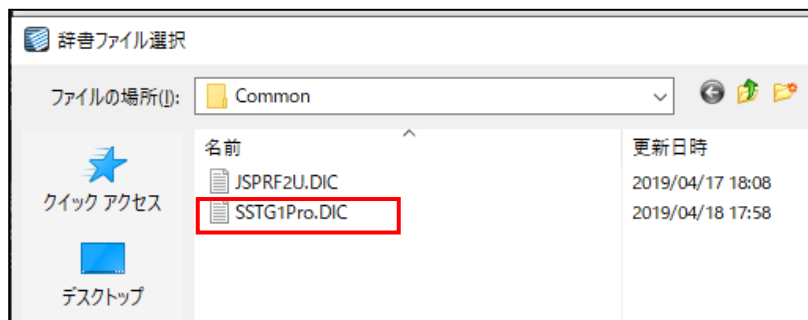 辞書ファイル選択
ファイルの場所(I): Common
名前 更新日時
JSPRF2U.DIC 2019/04/17 18:08
SSTG1Pro.DIC 2019/04/18 17:58
クイック アクセス
デスクトップ